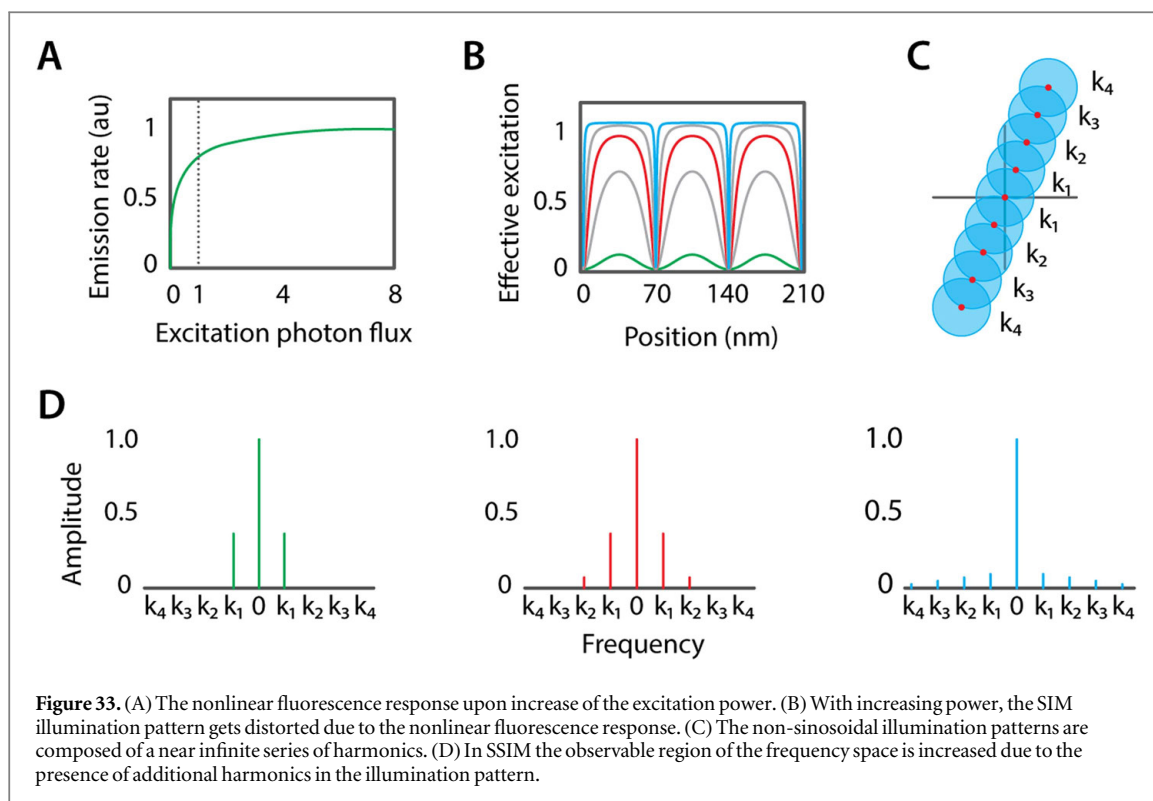 A
Emission rate (au)
1
0.5
0
0 1 4 8
Excitation photon flux
B
Effective excitation
1
0.5
0
0 70 140 210
Position (nm)
C
k4
k3
k2
k1
k1
k2
k3
k4
D
Amplitude
1.0
0.5
0
k4 k3 k2 k1 0 k1 k2 k3 k4
1.0
0.5
0
k4 k3 k2 k1 0 k1 k2 k3 k4
Frequency
1.0
0.5
0
k4 k3 k2 k1 0 k1 k2 k3 k4
Figure 33. (A) The nonlinear fluorescence response upon increase of the excitation power. (B) With increasing power, the SIM
illumination pattern gets distorted due to the nonlinear fluorescence response. (C) The non-sinosoidal illumination patterns are
composed of a near infinite series of harmonics. (D) In SSIM the observable region of the frequency space is increased due to the
presence of additional harmonics in the illumination pattern.